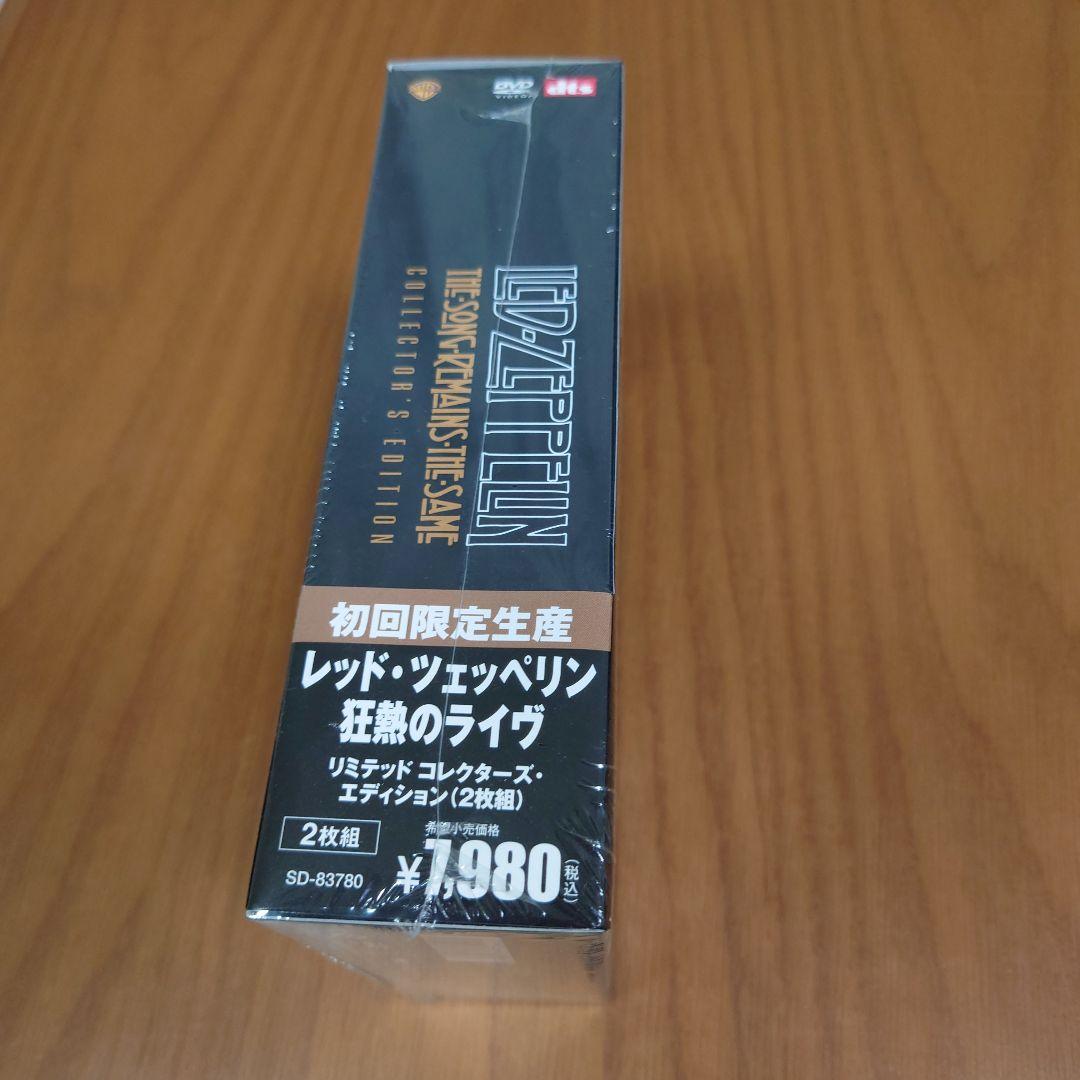 DVD
VIDEO
dts
LED·ZEPPELIN
THE·SONG·REMAINS·THE·SAME
COLLECTOR'S·EDITION
初回限定生産
レッド・ツェッペリン
狂熱のライヴ
リミテッド コレクターズ・
エディション(2枚組)
2枚組
希望小売価格
SD-83780
¥7,980(税込)